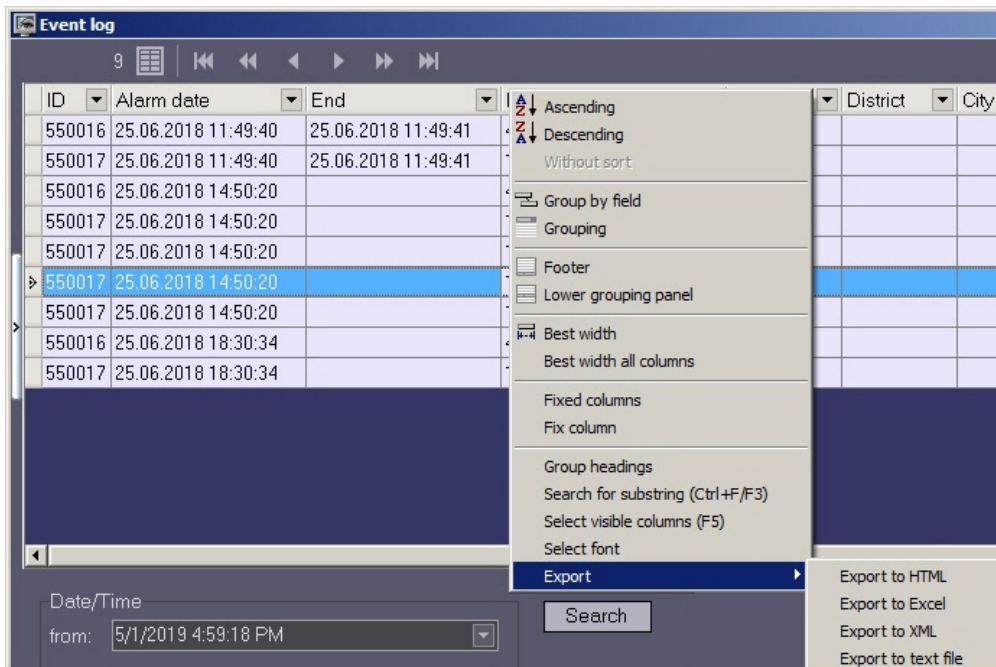 Event log
9
ID Alarm date End District City
550016 25.06.2018 11:49:40 25.06.2018 11:49:41
550017 25.06.2018 11:49:40 25.06.2018 11:49:41
550016 25.06.2018 14:50:20
550017 25.06.2018 14:50:20
550017 25.06.2018 14:50:20
550017 25.06.2018 14:50:20
550017 25.06.2018 14:50:20
550016 25.06.2018 18:30:34
550017 25.06.2018 18:30:34
Ascending
Descending
Without sort
Group by field
Grouping
Footer
Lower grouping panel
Best width
Best width all columns
Fixed columns
Fix column
Group headings
Search for substring (Ctrl+F/F3)
Select visible columns (F5)
Select font
Export
Export to HTML
Export to Excel
Export to XML
Export to text file
Date/Time
from: 5/1/2019 4:59:18 PM
Search